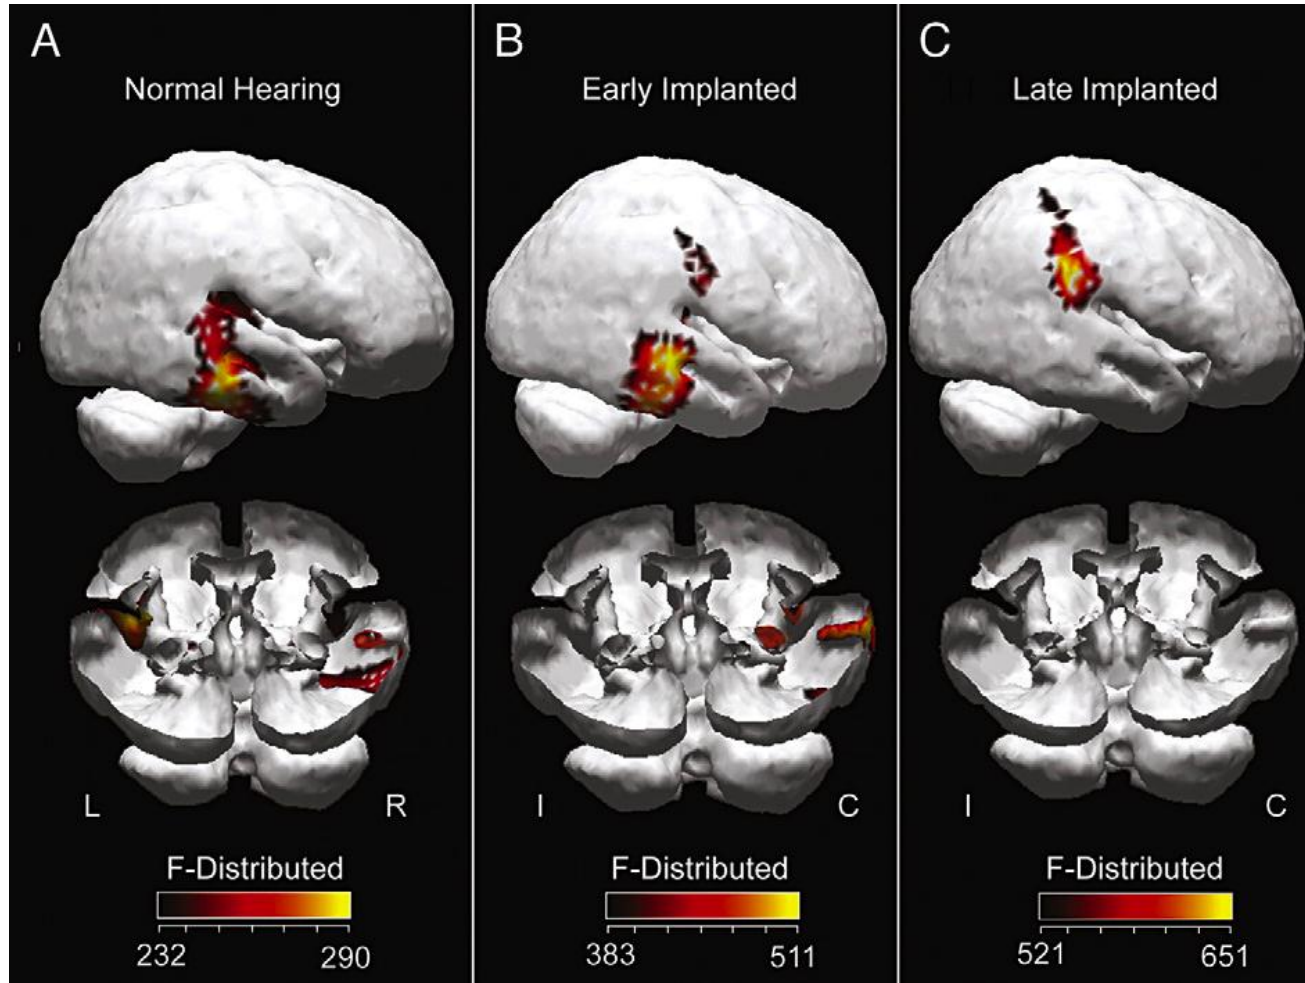 A
Normal Hearing
L
R
F-Distributed
232
290
B
Early Implanted
I
C
F-Distributed
383
511
C
Late Implanted
I
C
F-Distributed
521
651